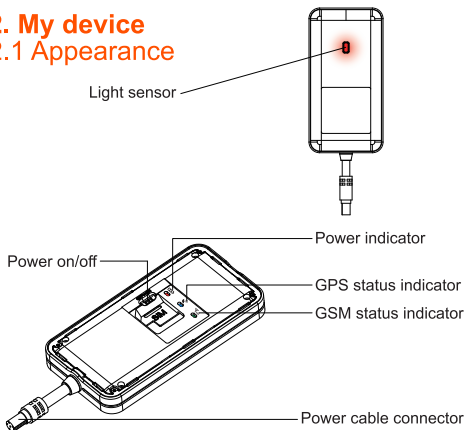 2. My device
2.1 Appearance
Light sensor
Power indicator
Power on/off
GPS status indicator
GSM status indicator
Power cable connector